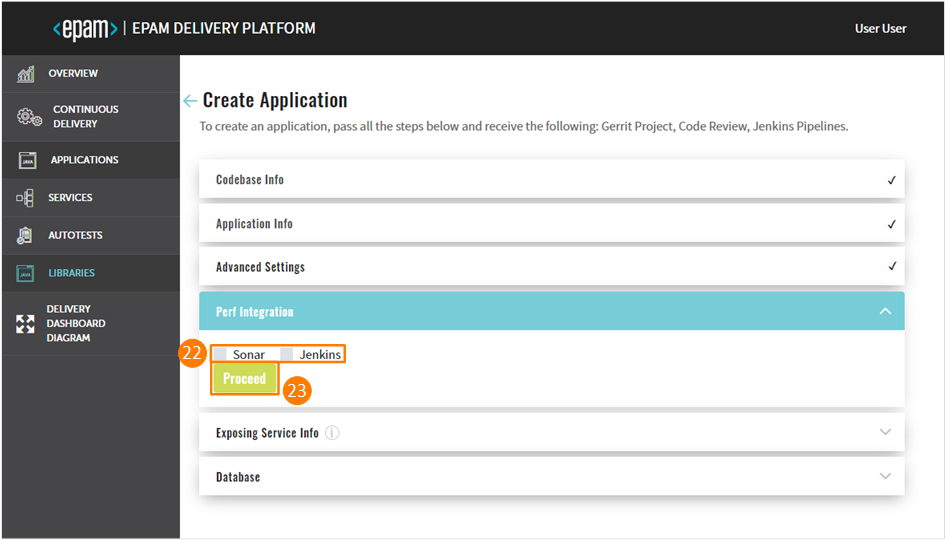 <epam> | EPAM DELIVERY PLATFORM
User User
OVERVIEW
CONTINUOUS
DELIVERY
JAVA
APPLICATIONS
SERVICES
AUTOTESTS
JAVA
LIBRARIES
DELIVERY
DASHBOARD
DIAGRAM
← Create Application
To create an application, pass all the steps below and receive the following: Gerrit Project, Code Review, Jenkins Pipelines.
Codebase Info ✓
Application Info ✓
Advanced Settings ✓
Perf Integration
22 Sonar Jenkins
Proceed 23
Exposing Service Info i
Database